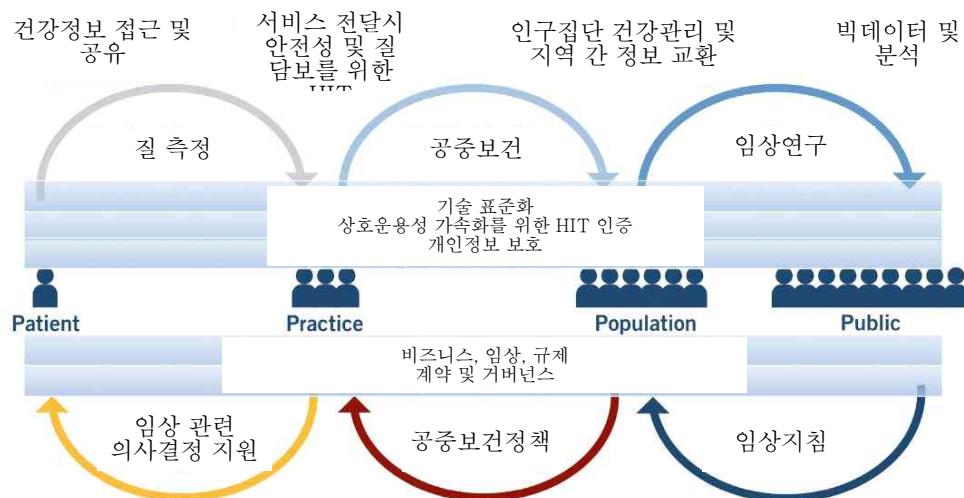 건강정보 접근 및
공유
서비스 전달시
안전성 및 질
담보를 위한
HIT
인구집단 건강관리 및
지역 간 정보 교환
빅데이터 및
분석
질 측정
공중보건
임상연구
기술 표준화
상호운용성 가속화를 위한 HIT 인증
개인정보 보호
Patient
Practice
Population
Public
비즈니스, 임상, 규제
계약 및 거버넌스
임상 관련
의사결정 지원
공중보건정책
임상지침